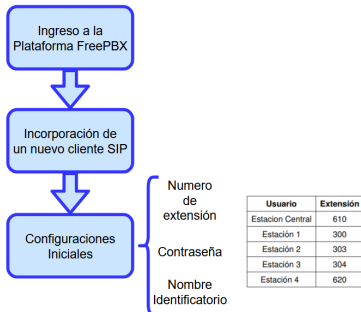 Ingreso a la
Plataforma FreePBX
Incorporación de
un nuevo cliente SIP
Configuraciones
Iniciales
Numero
de
extensión
Contraseña
Nombre
Identificatorio
Usuario Extensión
Estacion Central 610
Estación 1 300
Estación 2 303
Estación 3 304
Estación 4 620